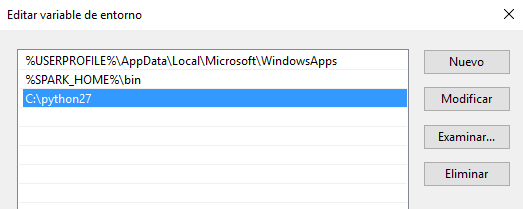 Editar variable de entorno
%USERPROFILE%\AppData\Local\Microsoft\WindowsApps
%SPARK_HOME%\bin
C:\python27
Nuevo
Modificar
Examinar...
Eliminar